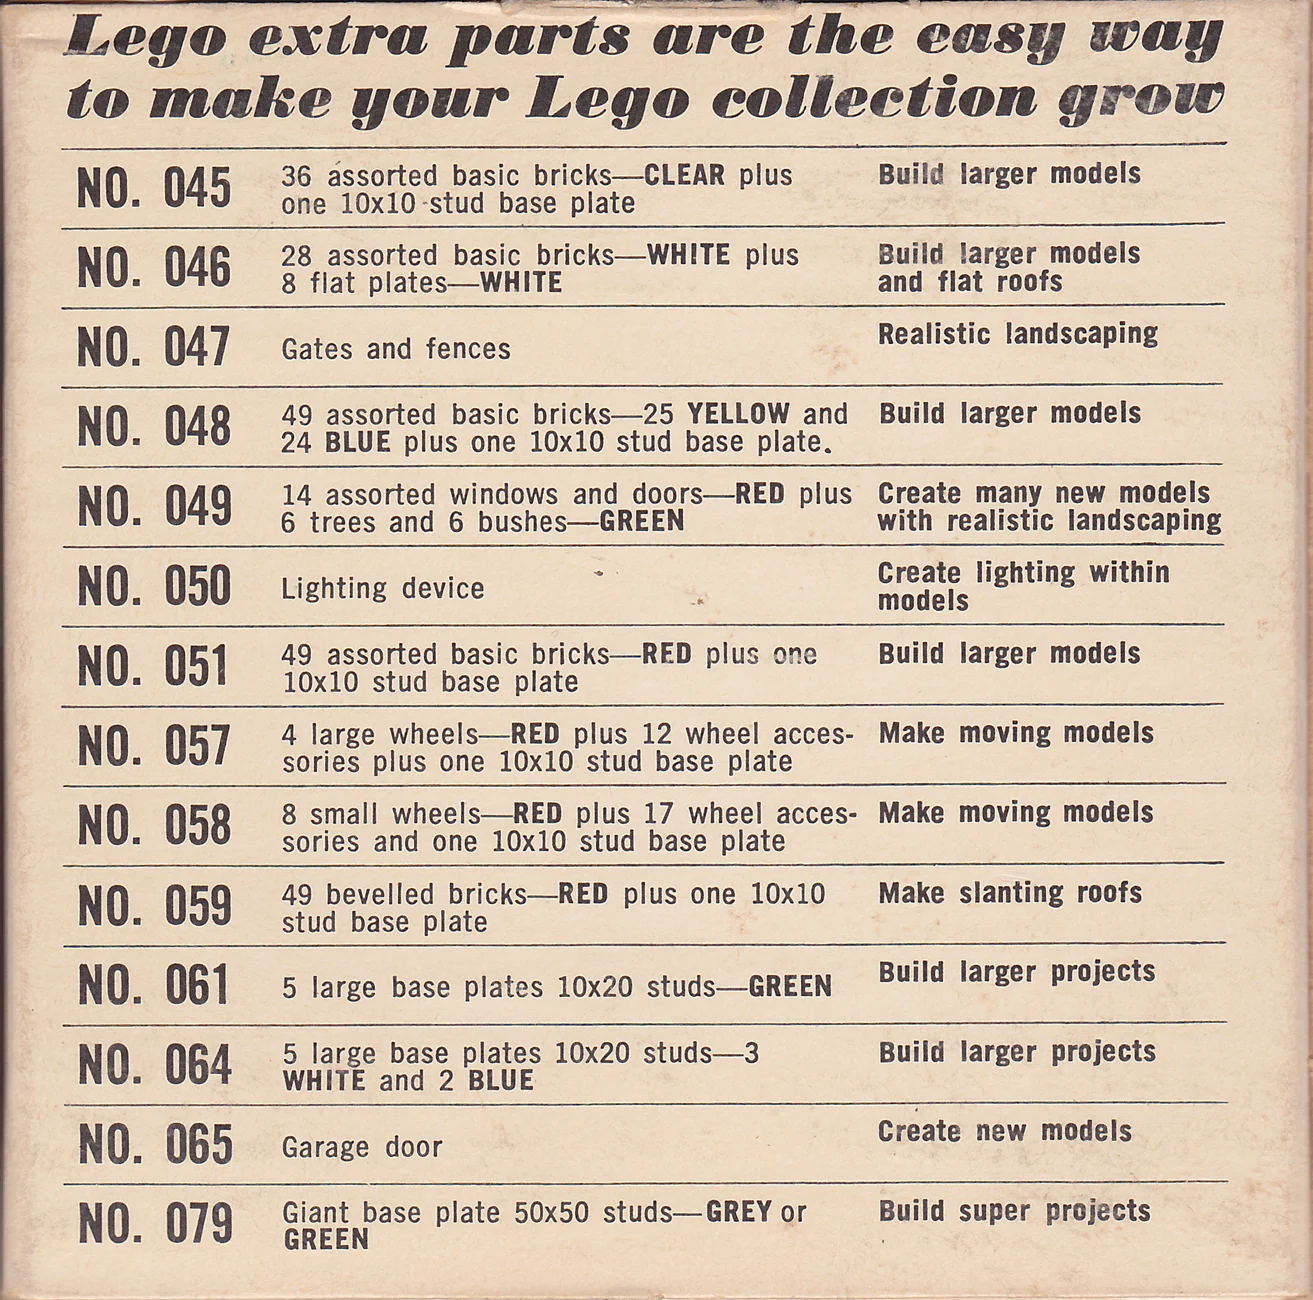 Lego extra parts are the easy way
to make your Lego collection grow
NO. 045
36 assorted basic bricks—CLEAR plus
one 10x10 stud base plate
Build larger models
NO. 046
28 assorted basic bricks—WHITE plus
8 flat plates—WHITE
Build larger models
and flat roofs
NO. 047
Gates and fences
Realistic landscaping
NO. 048
49 assorted basic bricks—25 YELLOW and
24 BLUE plus one 10x10 stud base plate.
Build larger models
NO. 049
14 assorted windows and doors—RED plus
6 trees and 6 bushes—GREEN
Create many new models
with realistic landscaping
NO. 050
Lighting device
Create lighting within
models
NO. 051
49 assorted basic bricks—RED plus one
10x10 stud base plate
Build larger models
NO. 057
4 large wheels—RED plus 12 wheel acces-
sories plus one 10x10 stud base plate
Make moving models
NO. 058
8 small wheels—RED plus 17 wheel acces-
sories and one 10x10 stud base plate
Make moving models
NO. 059
49 bevelled bricks—RED plus one 10x10
stud base plate
Make slanting roofs
NO. 061
5 large base plates 10x20 studs—GREEN
Build larger projects
NO. 064
5 large base plates 10x20 studs—3
WHITE and 2 BLUE
Build larger projects
NO. 065
Garage door
Create new models
NO. 079
Giant base plate 50x50 studs—GREY or
GREEN
Build super projects